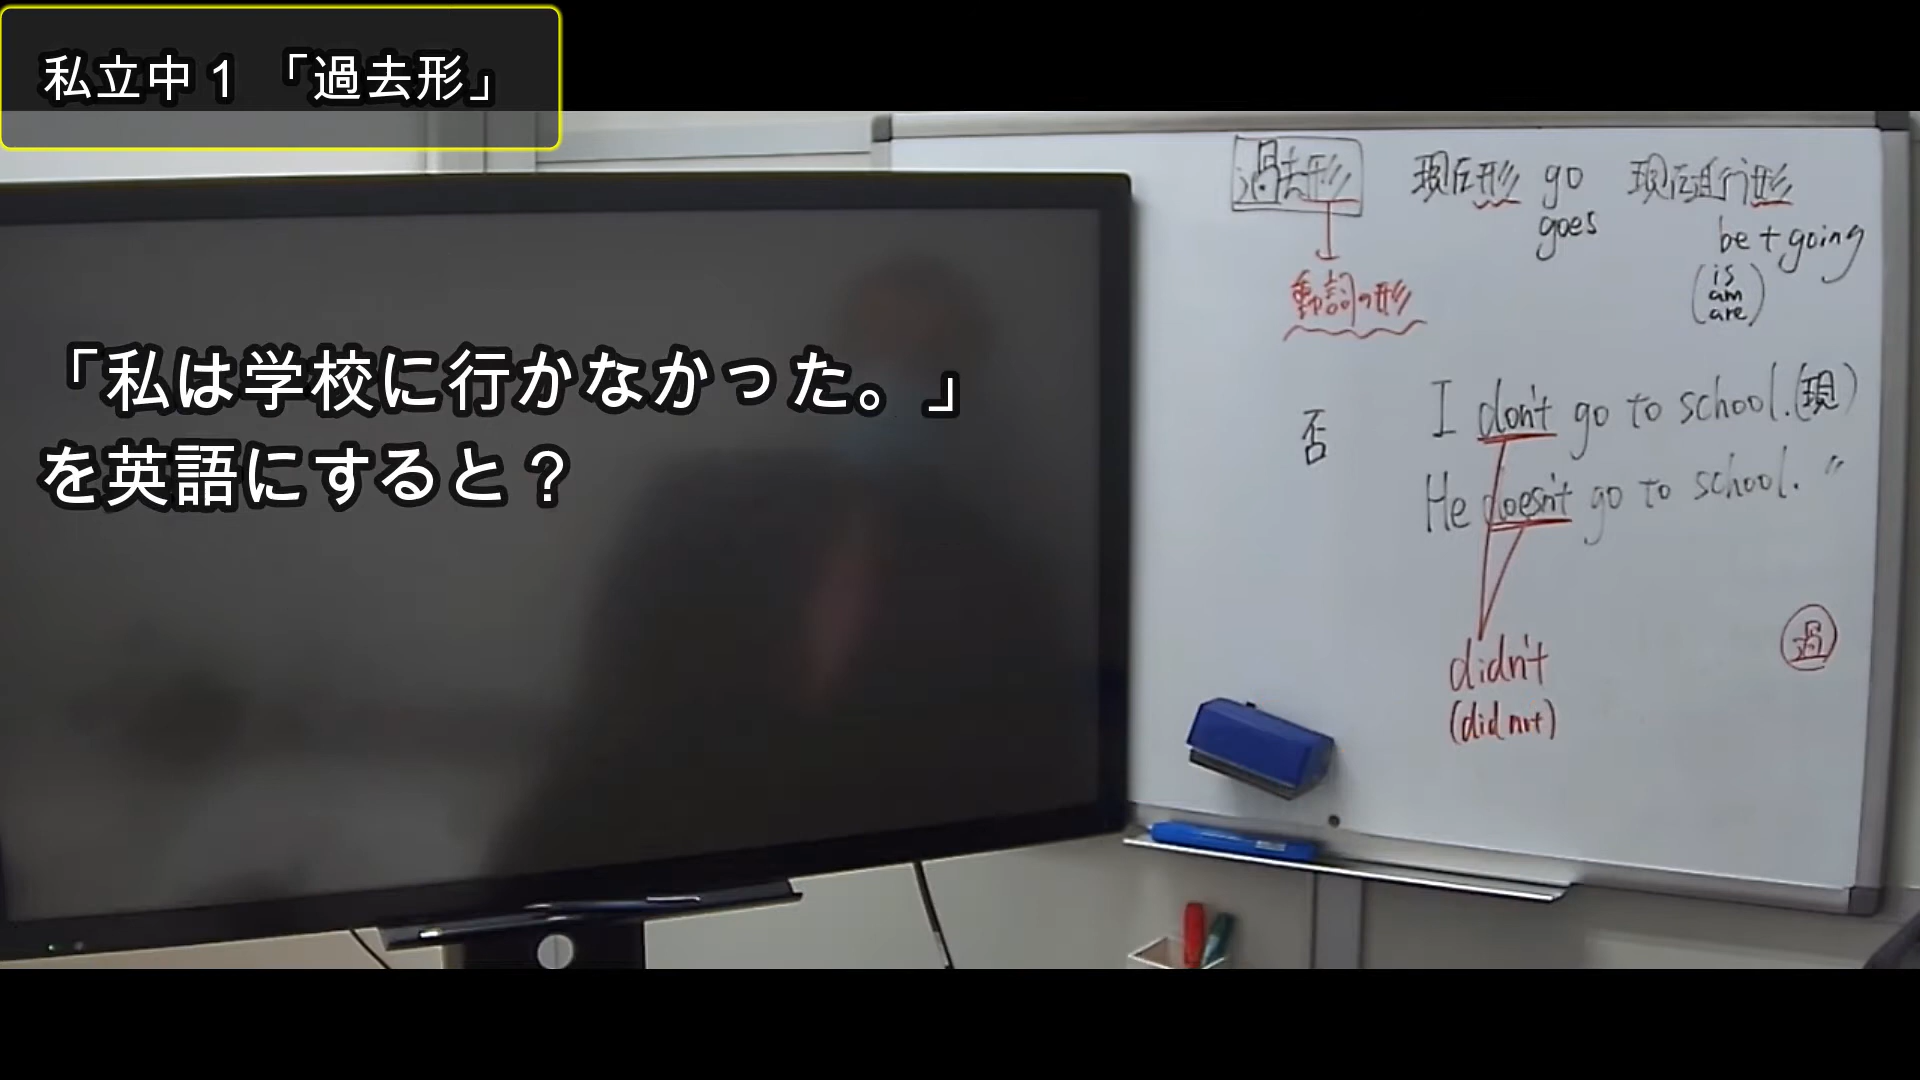 私立中1 「過去形」
「私は学校に行かなかった。」
を英語にすると？
過去形 現在形 go 現在進行形
goes
be + going
(is
am
are)
動詞の形
否 I don't go to school. (現)
He doesn't go to school. 〃
過
didn't
(did not)